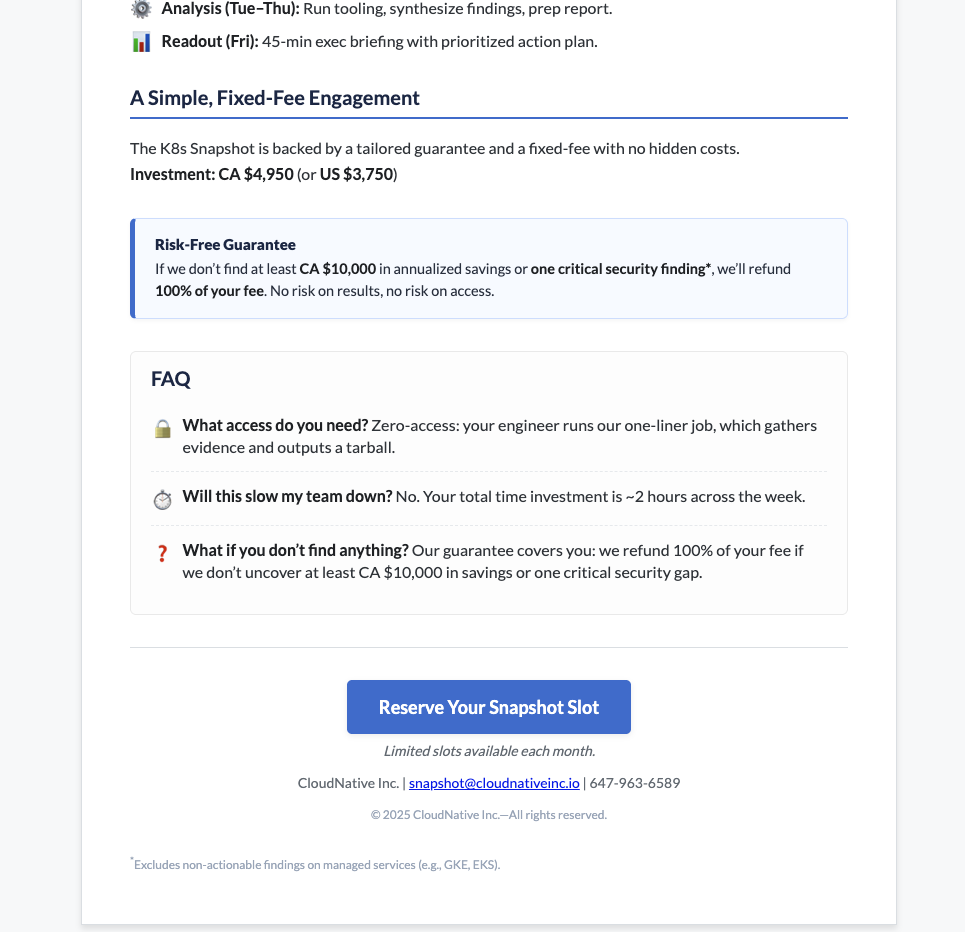 Analysis (Tue–Thu): Run tooling, synthesize findings, prep report.
Readout (Fri): 45-min exec briefing with prioritized action plan.
A Simple, Fixed-Fee Engagement
The K8s Snapshot is backed by a tailored guarantee and a fixed-fee with no hidden costs.
Investment: CA $4,950 (or US $3,750)
Risk-Free Guarantee
If we don’t find at least CA $10,000 in annualized savings or one critical security finding*, we’ll refund
100% of your fee. No risk on results, no risk on access.
FAQ
What access do you need? Zero-access: your engineer runs our one-liner job, which gathers
evidence and outputs a tarball.
Will this slow my team down? No. Your total time investment is ~2 hours across the week.
What if you don’t find anything? Our guarantee covers you: we refund 100% of your fee if
we don’t uncover at least CA $10,000 in savings or one critical security gap.
Reserve Your Snapshot Slot
Limited slots available each month.
CloudNative Inc. | snapshot@cloudnativeinc.io | 647-963-6589
© 2025 CloudNative Inc.—All rights reserved.
*Excludes non-actionable findings on managed services (e.g., GKE, EKS).